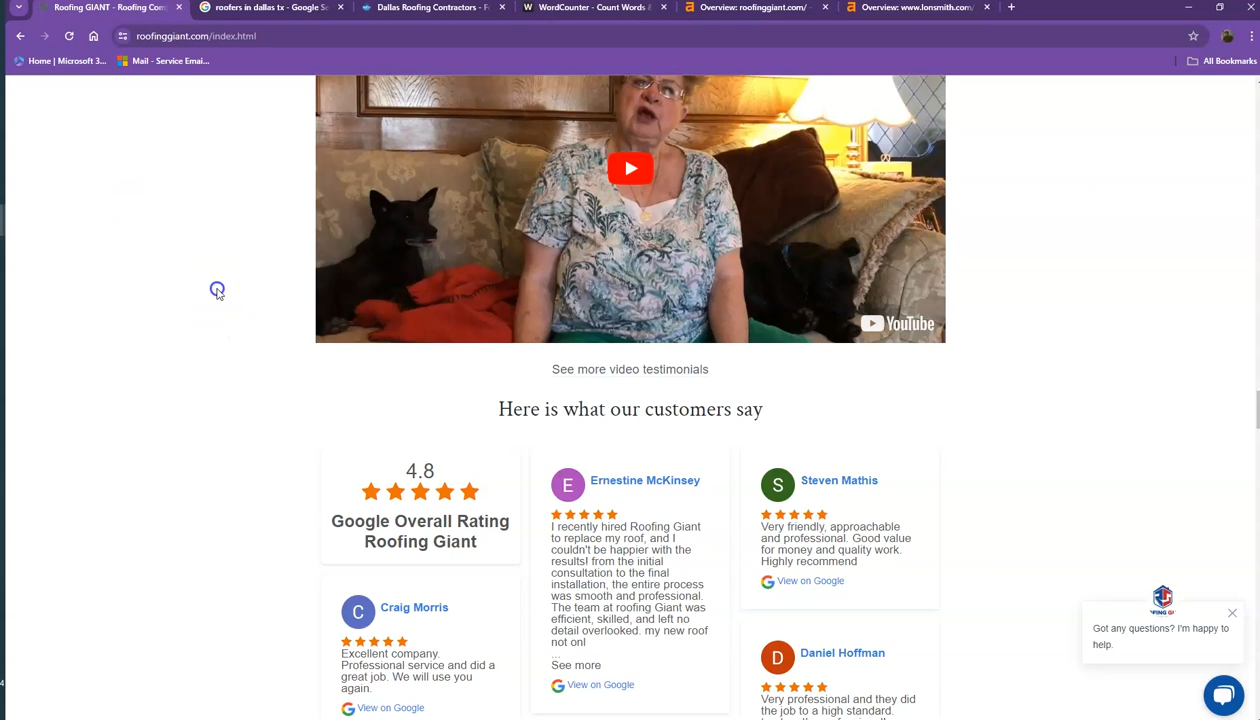 Roofing GIANT - Roofing Com
roofers in dallas tx - Google Se
Dallas Roofing Contractors - F
WordCounter - Count Words &
Overview: roofinggiant.com/ -
Overview: www.lonsmith.com/
roofinggiant.com/index.html
Home | Microsoft 3...
Mail - Service Emai...
All Bookmarks
YouTube
See more video testimonials
Here is what our customers say
4.8
Google Overall Rating
Roofing Giant
E
Ernestine McKinsey
I recently hired Roofing Giant
to replace my roof, and I
couldn't be happier with the
results! from the initial
consultation to the final
installation, the entire process
was smooth and professional.
The team at roofing Giant was
efficient, skilled, and left no
detail overlooked. my new roof
not onl
...
See more
View on Google
S
Steven Mathis
Very friendly, approachable
and professional. Good value
for money and quality work.
Highly recommend
View on Google
C
Craig Morris
Excellent company.
Professional service and did a
great job. We will use you
again.
View on Google
D
Daniel Hoffman
Very professional and they did
the job to a high standard.
Got any questions? I'm happy to
help.